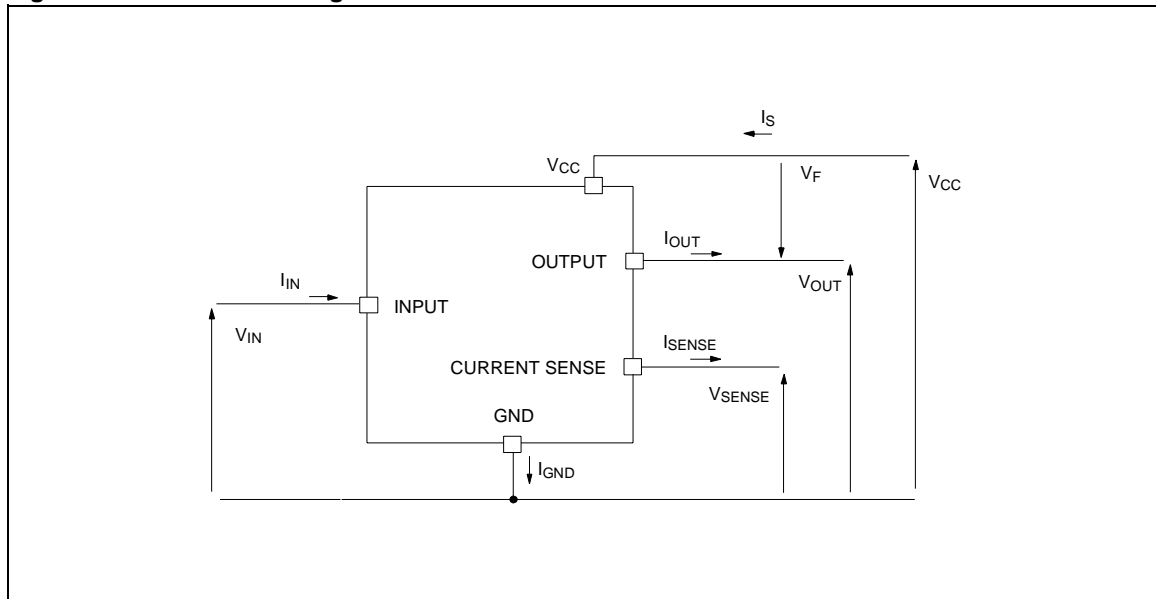 IS
VCC
VF
VCC
IOUT
OUTPUT
VOUT
IIN
INPUT
VIN
ISENSE
CURRENT SENSE
VSENSE
GND
IGND